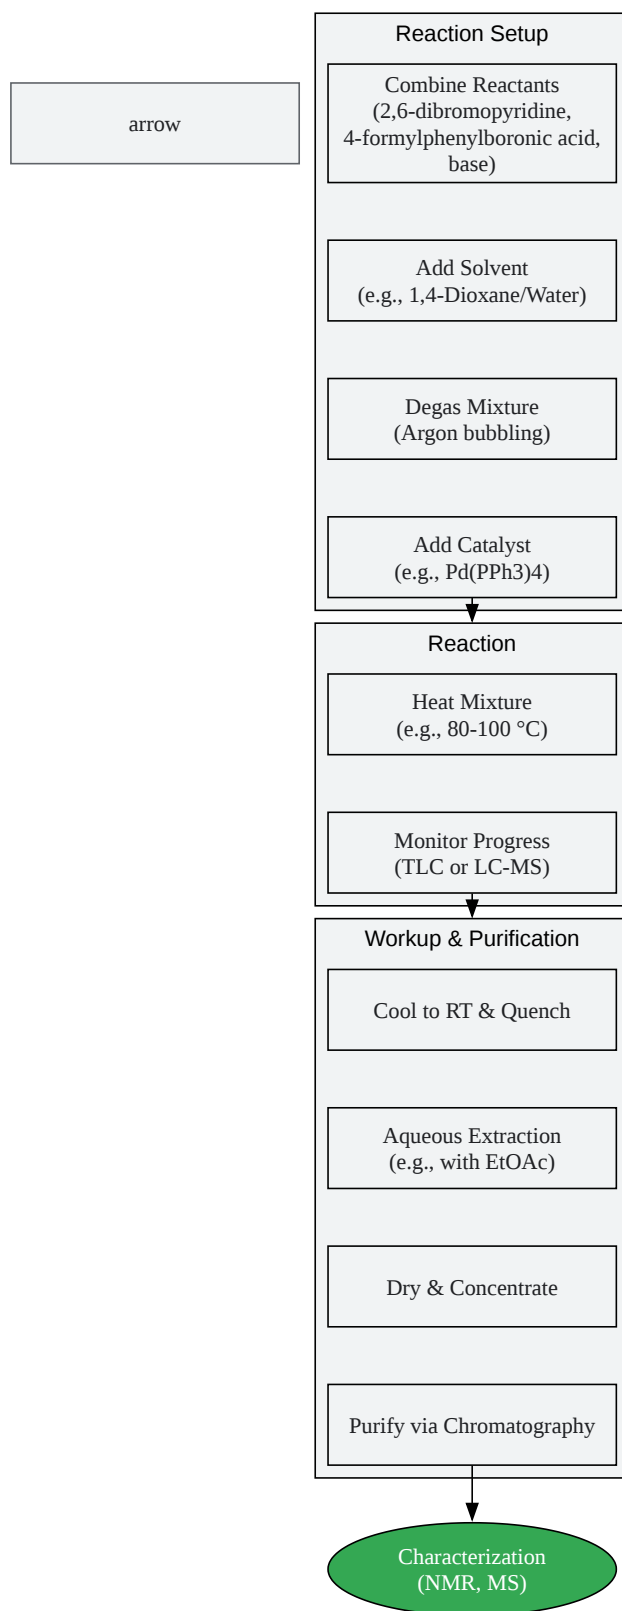 Reaction Setup
arrow
Combine Reactants
(2,6-dibromopyridine,
4-formylphenylboronic acid,
base)
Add Solvent
(e.g., 1,4-Dioxane/Water)
Degas Mixture
(Argon bubbling)
Add Catalyst
(e.g., Pd(PPh3)4)
Reaction
Heat Mixture
(e.g., 80-100 °C)
Monitor Progress
(TLC or LC-MS)
Workup & Purification
Cool to RT & Quench
Aqueous Extraction
(e.g., with EtOAc)
Dry & Concentrate
Purify via Chromatography
Characterization
(NMR, MS)